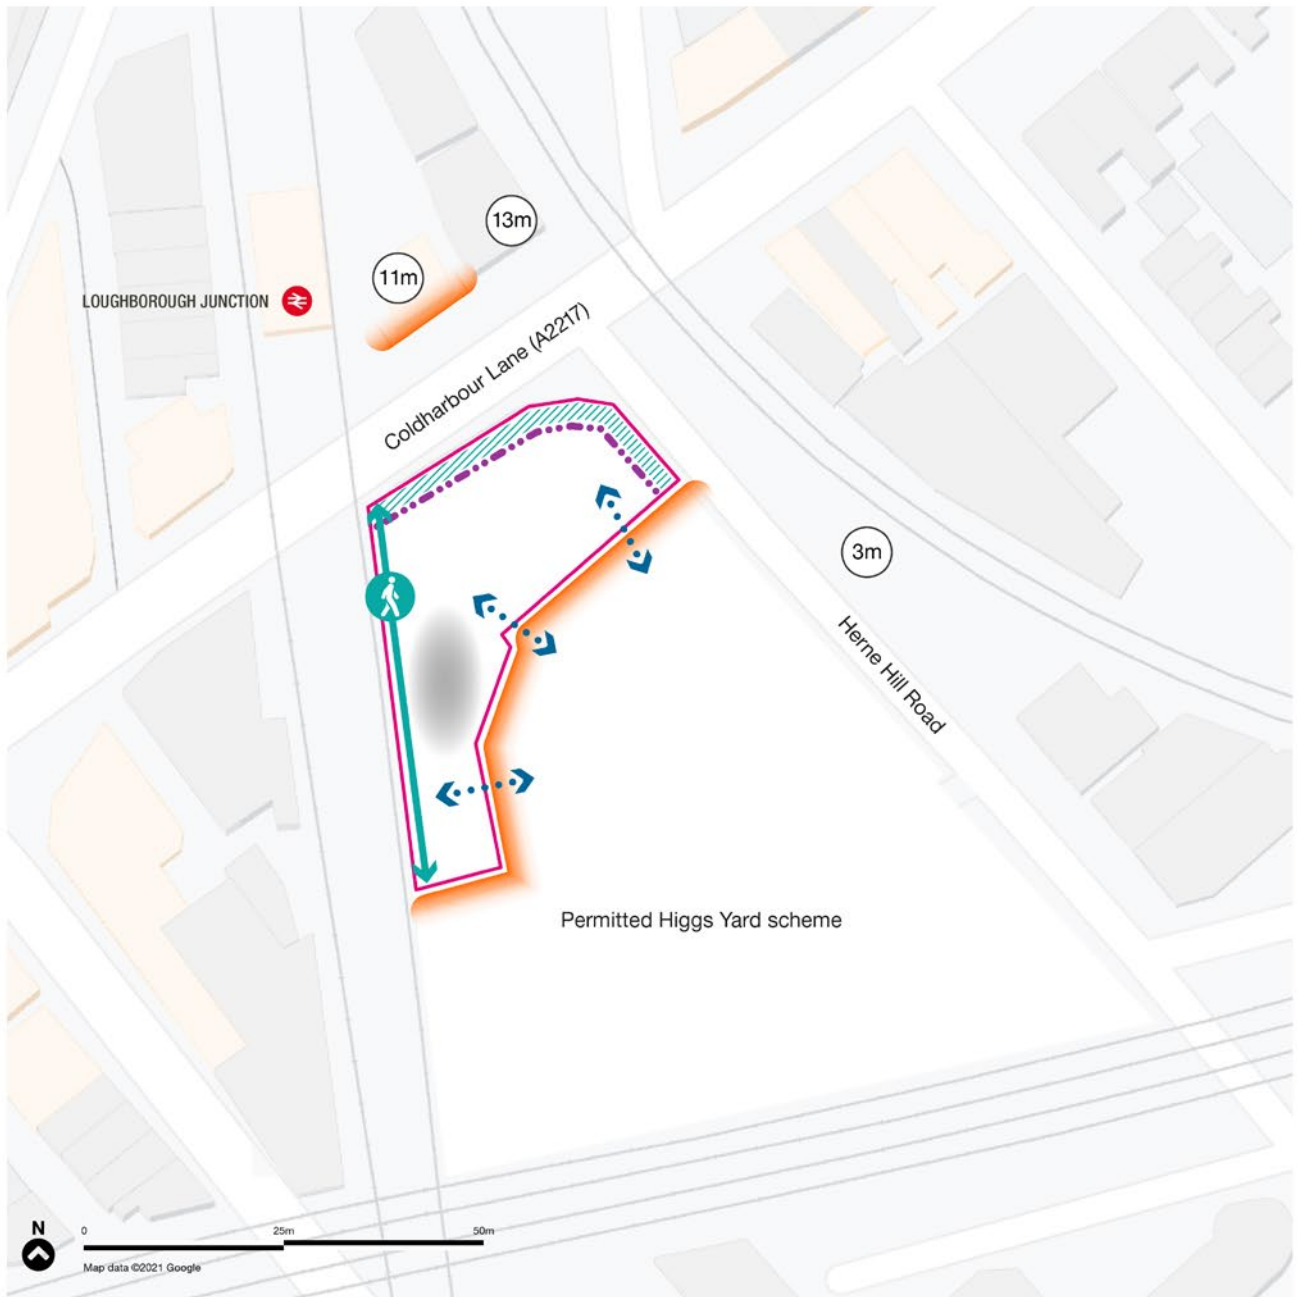 13m
11m
LOUGHBOROUGH JUNCTION
Coldharbour Lane (A2217)
3m
Herne Hill Road
Permitted Higgs Yard scheme
N
0 25m 50m
Map data ©2021 Google